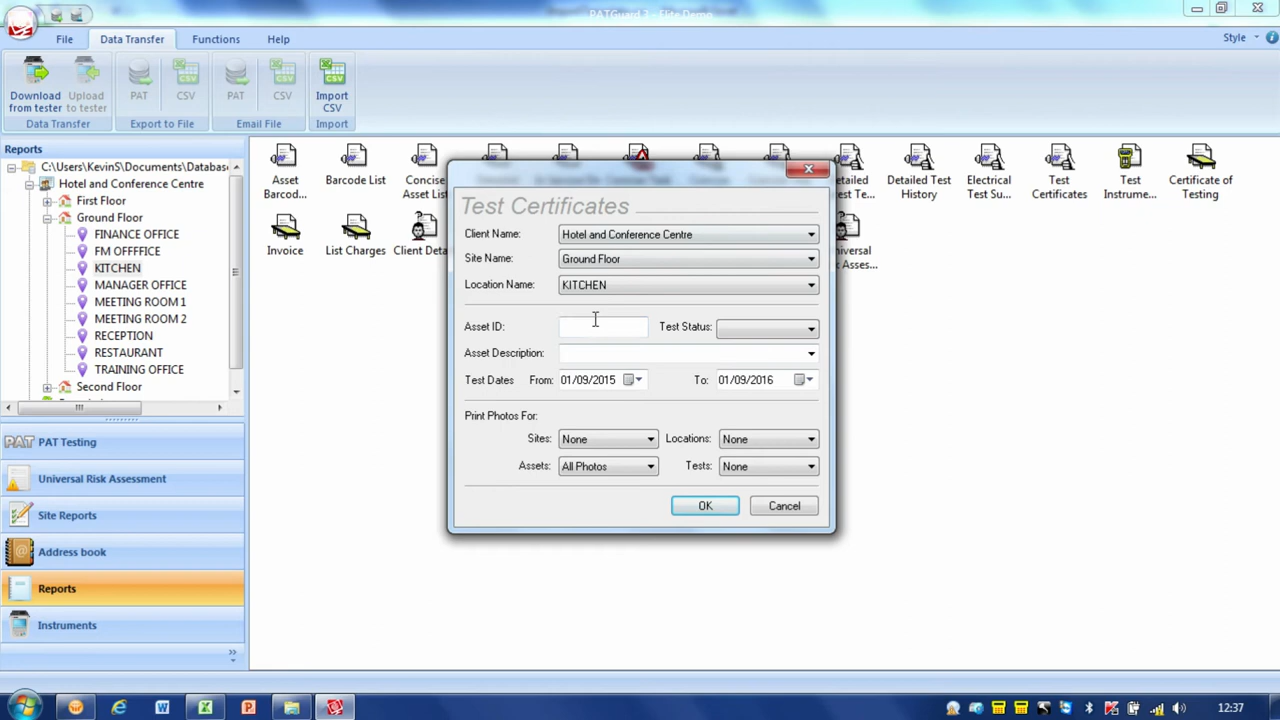 PATGuard 3 - Elite Demo
File Data Transfer Functions Help
Style
Download from tester
Upload to tester
PAT
CSV
PAT
CSV
Import CSV
Data Transfer
Export to File
Email File
Import
Reports
C:\Users\KevinS\Documents\Databas
Hotel and Conference Centre
First Floor
Ground Floor
FINANCE OFFICE
FM OFFFFICE
KITCHEN
MANAGER OFFICE
MEETING ROOM 1
MEETING ROOM 2
RECEPTION
RESTAURANT
TRAINING OFFICE
Second Floor
PAT PAT Testing
Universal Risk Assessment
Site Reports
Address book
Reports
Instruments
Asset Barcod...
Barcode List
Concise Asset List
Detailed Test History
Electrical Test Su...
Test Certificates
Test Instrume...
Certificate of Testing
Invoice
List Charges
Client Deta
Test Certificates
Client Name: Hotel and Conference Centre
Site Name: Ground Floor
Location Name: KITCHEN
Asset ID: Test Status:
Asset Description:
Test Dates From: 01/09/2015 To: 01/09/2016
Print Photos For:
Sites: None Locations: None
Assets: All Photos Tests: None
OK Cancel
12:37